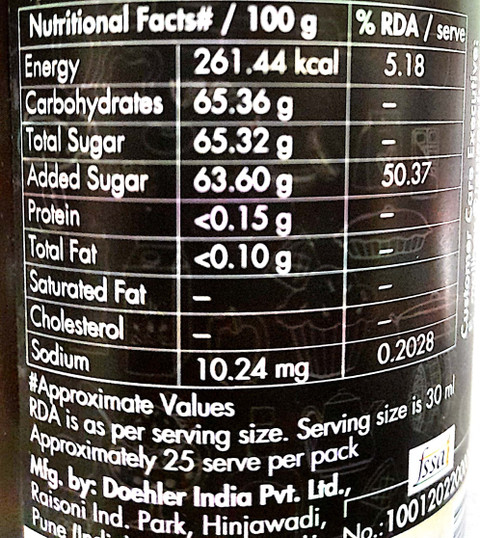 Nutritional Facts# / 100 g % RDA / serve
Energy 261.44 kcal 5.18
Carbohydrates 65.36 g –
Total Sugar 65.32 g –
Added Sugar 63.60 g 50.37
Protein <0.15 g –
Total Fat <0.10 g –
Saturated Fat – –
Cholesterol – –
Sodium 10.24 mg 0.2028
#Approximate Values
RDA is as per serving size. Serving size is 30 ml
Approximately 25 serve per pack
Mfg. by: Doehler India Pvt. Ltd.,
Raisoni Ind. Park, Hinjawadi,
Pune
fssai
No.:
Customer Care Executive: